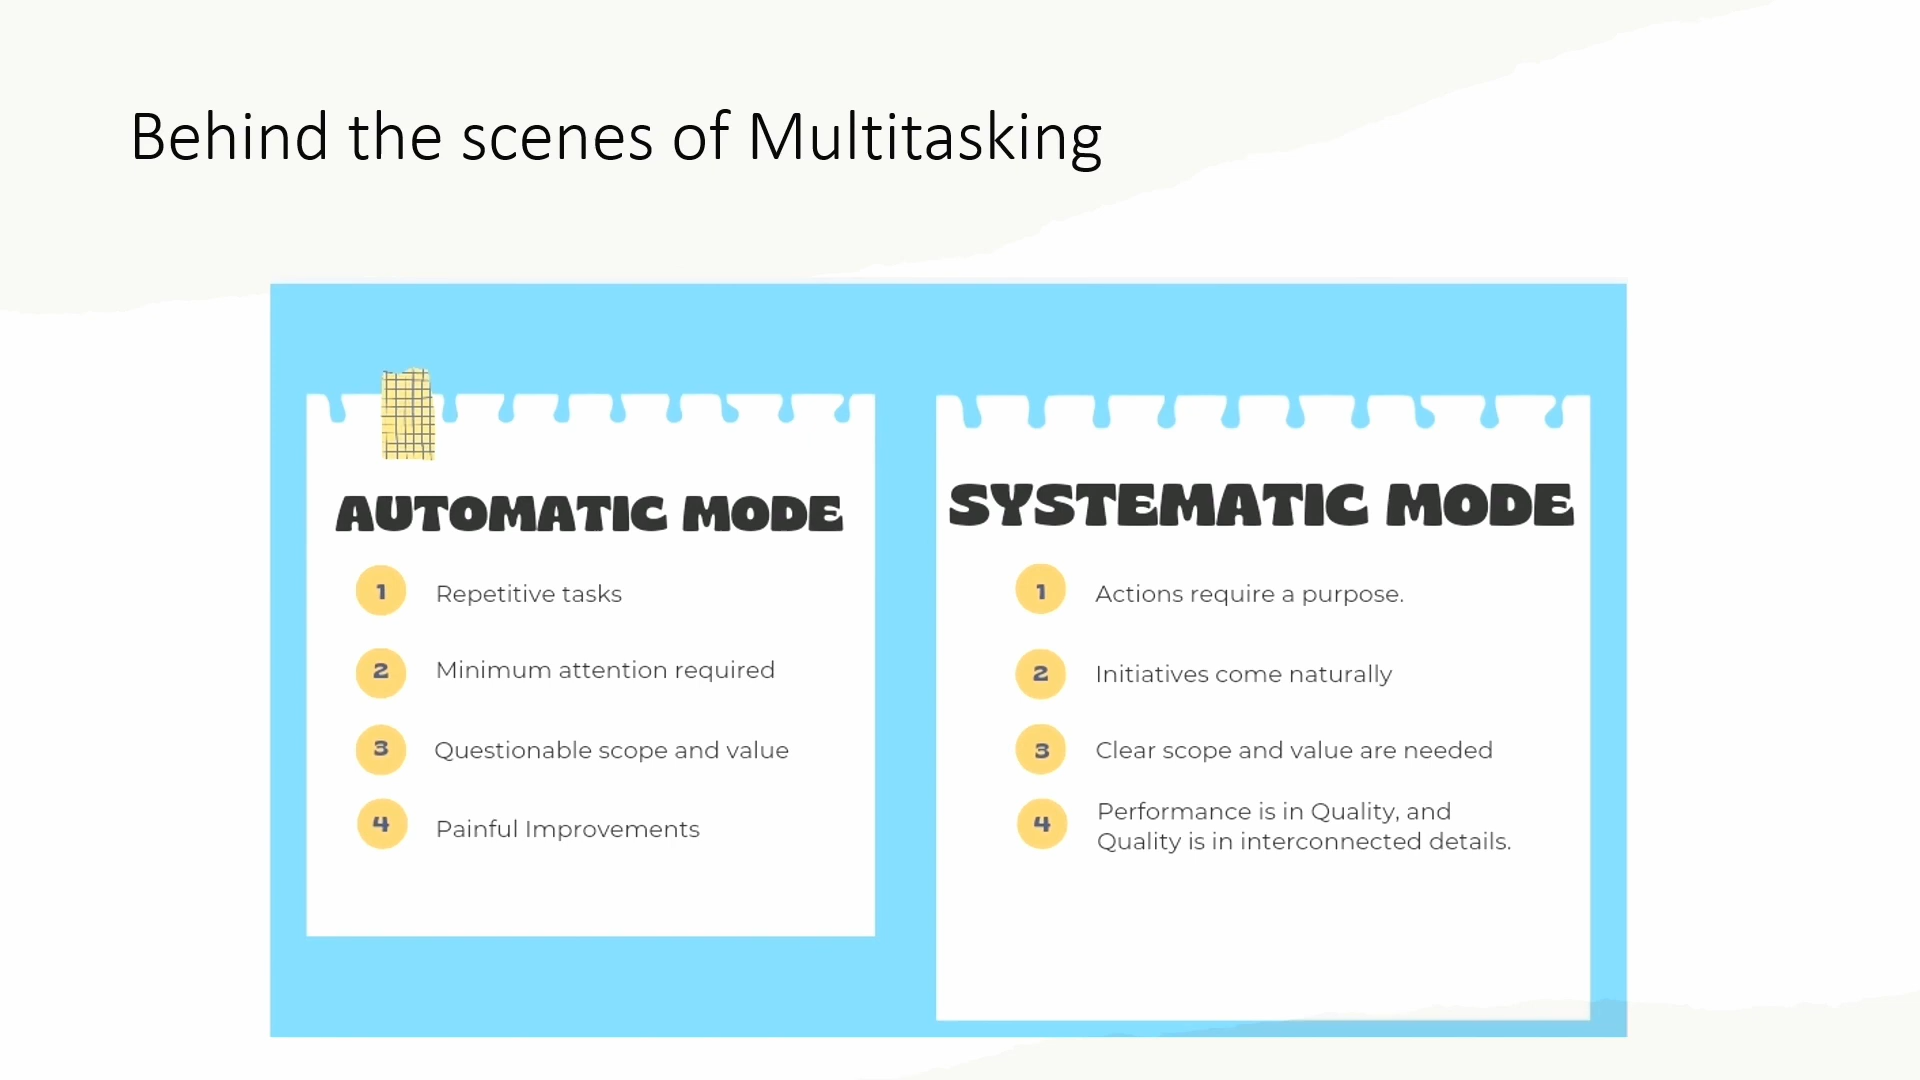 Behind the scenes of Multitasking
AUTOMATIC MODE
1 Repetitive tasks
2 Minimum attention required
3 Questionable scope and value
4 Painful Improvements
SYSTEMATIC MODE
1 Actions require a purpose.
2 Initiatives come naturally
3 Clear scope and value are needed
4 Performance is in Quality, and
Quality is in interconnected details.